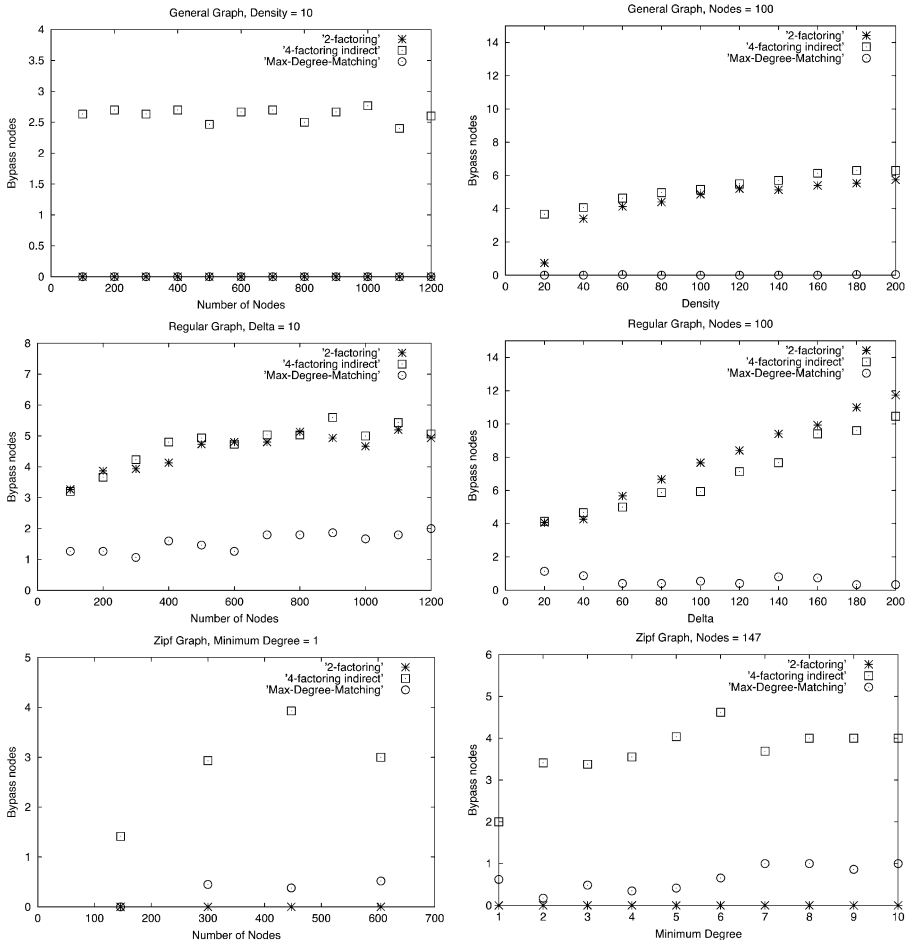 General Graph, Density = 10
'2-factoring'
'4-factoring indirect'
'Max-Degree-Matching'
4
3.5
3
2.5
2
1.5
1
0.5
0
Bypass nodes
0 200 400 600 800 1000 1200
Number of Nodes
General Graph, Nodes = 100
'2-factoring'
'4-factoring indirect'
'Max-Degree-Matching'
14
12
10
8
6
4
2
0
Bypass nodes
0 20 40 60 80 100 120 140 160 180 200
Density
Regular Graph, Delta = 10
'2-factoring'
'4-factoring indirect'
'Max-Degree-Matching'
8
7
6
5
4
3
2
1
0
Bypass nodes
0 200 400 600 800 1000 1200
Number of Nodes
Regular Graph, Nodes = 100
'2-factoring'
'4-factoring indirect'
'Max-Degree-Matching'
14
12
10
8
6
4
2
0
Bypass nodes
0 20 40 60 80 100 120 140 160 180 200
Delta
Zipf Graph, Minimum Degree = 1
'2-factoring'
'4-factoring indirect'
'Max-Degree-Matching'
5
4
3
2
1
0
Bypass nodes
0 100 200 300 400 500 600 700
Number of Nodes
Zipf Graph, Nodes = 147
'2-factoring'
'4-factoring indirect'
'Max-Degree-Matching'
6
5
4
3
2
1
0
Bypass nodes
1 2 3 4 5 6 7 8 9 10
Minimum Degree